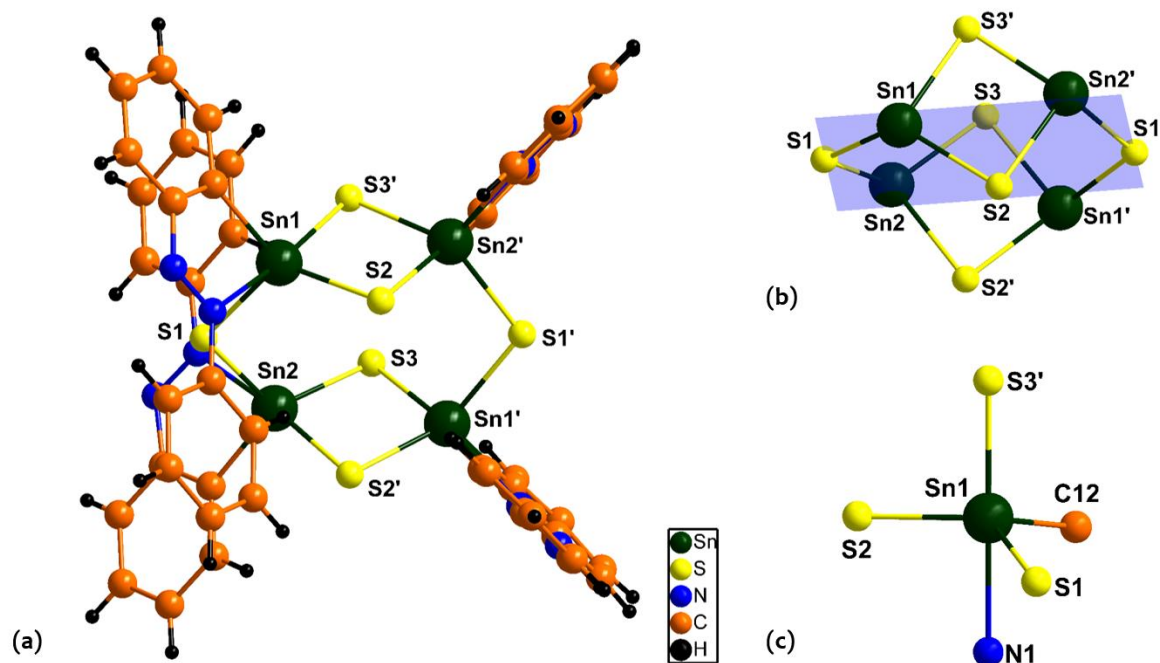 S3'
Sn1
Sn2'
S2
S1
S1'
Sn2
S3
Sn1'
S2'
Sn
S
N
C
H
(a)
S3'
Sn1
S3
Sn2'
S1
S1
Sn2
S2
Sn1'
S2'
(b)
S3'
Sn1
C12
S2
S1
N1
(c)